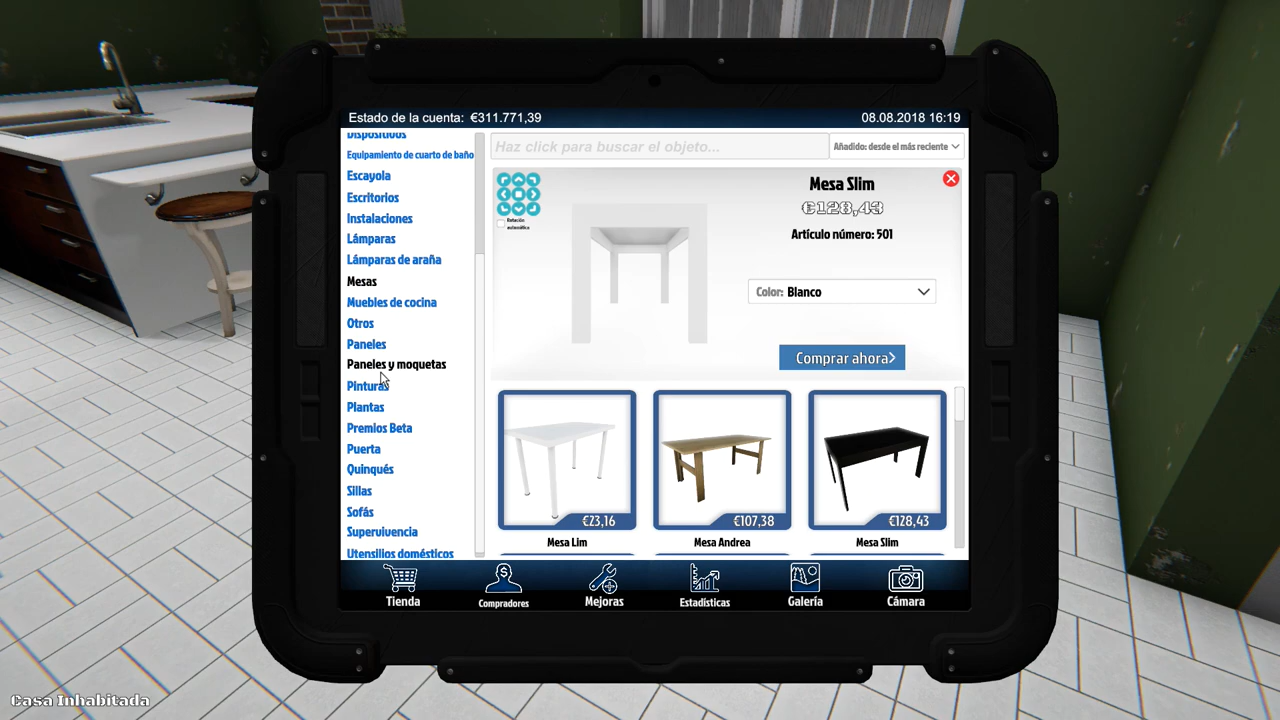 Estado de la cuenta: €311.771,39
08.08.2018 16:19
Dispositivos
Equipamiento de cuarto de baño
Escayola
Escritorios
Instalaciones
Lámparas
Lámparas de araña
Mesas
Muebles de cocina
Otros
Paneles
Paneles y moquetas
Pinturas
Plantas
Premios Beta
Puerta
Quinqués
Sillas
Sofás
Supervivencia
Utensilios domésticos
Haz click para buscar el objeto...
Añadido: desde el más reciente
Rotación
automática
Mesa Slim
€128,43
Artículo número: 501
Color: Blanco
Comprar ahora>
€23,16
€107,38
€128,43
Mesa Lim
Mesa Andrea
Mesa Slim
Tienda
Compradores
Mejoras
Estadísticas
Galería
Cámara
Casa Inhabitada